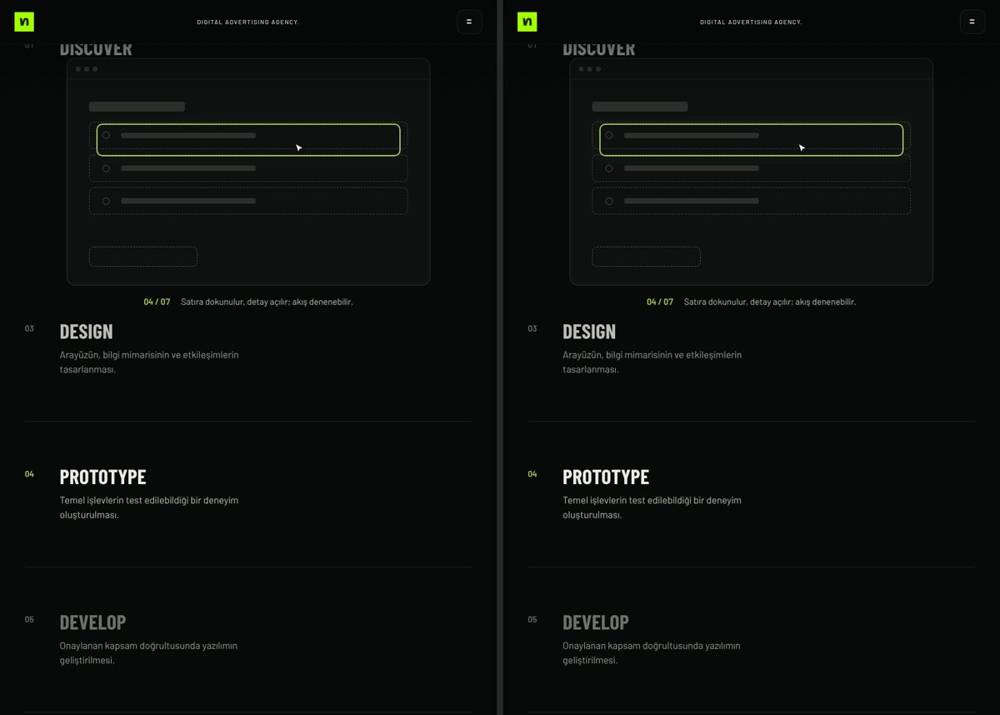 DIGITAL ADVERTISING AGENCY.
01
DISCOVER
04 / 07 Satıra dokunulur, detay açılır; akış denenebilir.
03
DESIGN
Arayüzün, bilgi mimarisinin ve etkileşimlerin
tasarlanması.
04
PROTOTYPE
Temel işlevlerin test edilebildiği bir deneyim
oluşturulması.
05
DEVELOP
Onaylanan kapsam doğrultusunda yazılımın
geliştirilmesi.
DIGITAL ADVERTISING AGENCY.
01
DISCOVER
04 / 07 Satıra dokunulur, detay açılır; akış denenebilir.
03
DESIGN
Arayüzün, bilgi mimarisinin ve etkileşimlerin
tasarlanması.
04
PROTOTYPE
Temel işlevlerin test edilebildiği bir deneyim
oluşturulması.
05
DEVELOP
Onaylanan kapsam doğrultusunda yazılımın
geliştirilmesi.